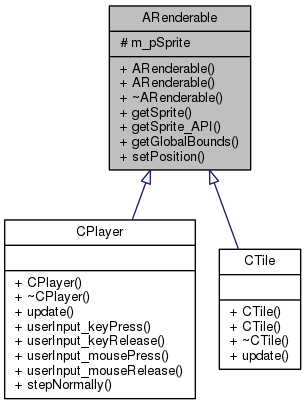 ARenderable
# m_pSprite
+ ARenderable()
+ ARenderable()
+ ~ARenderable()
+ getSprite()
+ getSprite_API()
+ getGlobalBounds()
+ setPosition()
CPlayer
+ CPlayer()
+ ~CPlayer()
+ update()
+ userInput_keyPress()
+ userInput_keyRelease()
+ userInput_mousePress()
+ userInput_mouseRelease()
+ stepNormally()
CTile
+ CTile()
+ CTile()
+ ~CTile()
+ update()